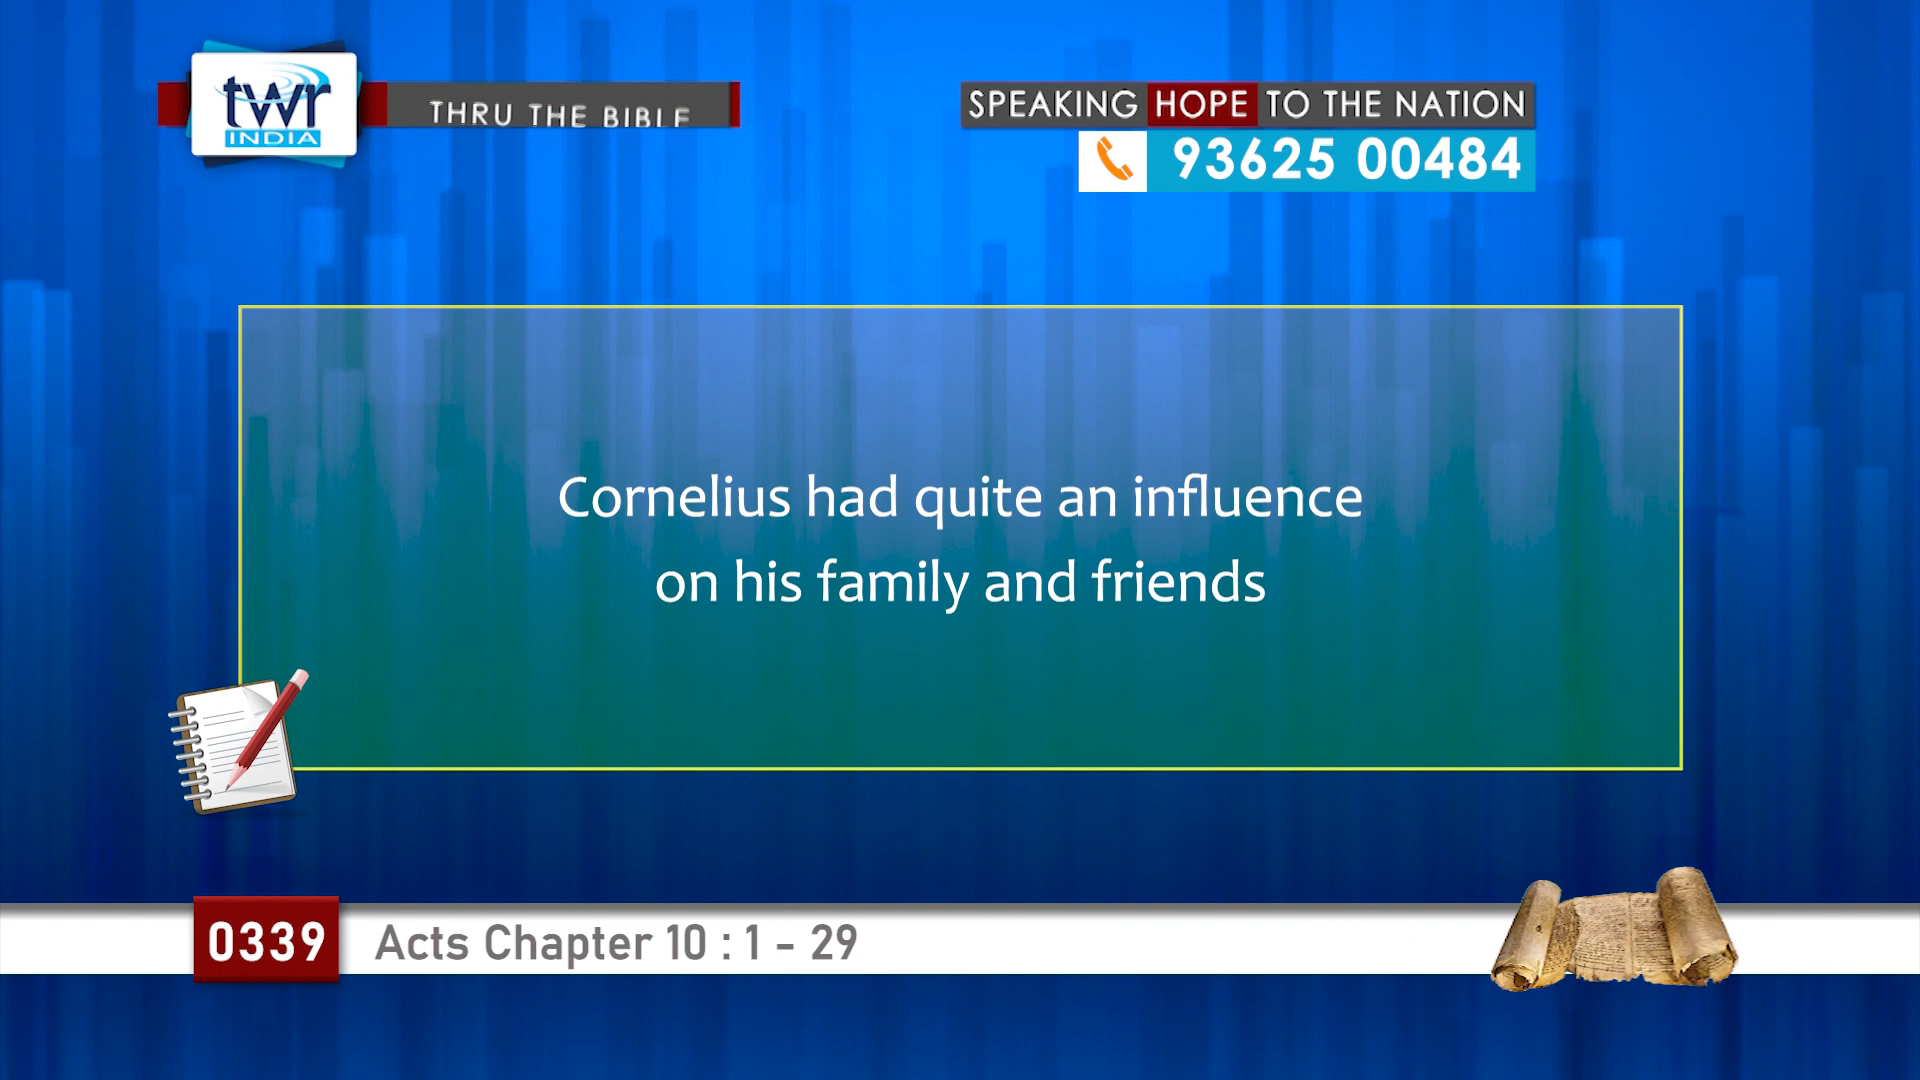 twr
INDIA
THRU THE BIBLE
SPEAKING HOPE TO THE NATION
93625 00484
Cornelius had quite an influence
on his family and friends
0339
Acts Chapter 10 : 1 - 29